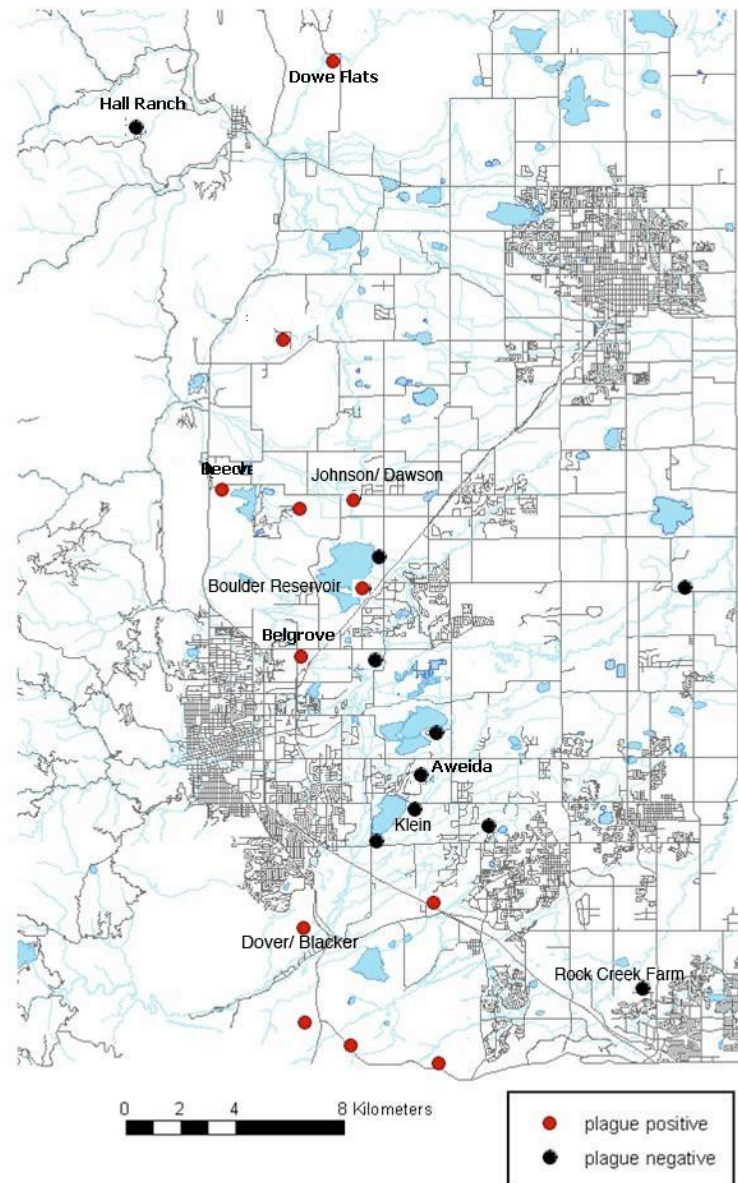 Dowe Flats
Hall Ranch
Johnson/ Dawson
Boulder Reservoir
Belgrove
Aweida
Klein
Dover/ Blacker
Rock Creek Farm
0 2 4 8 Kilometers
plague positive
plague negative